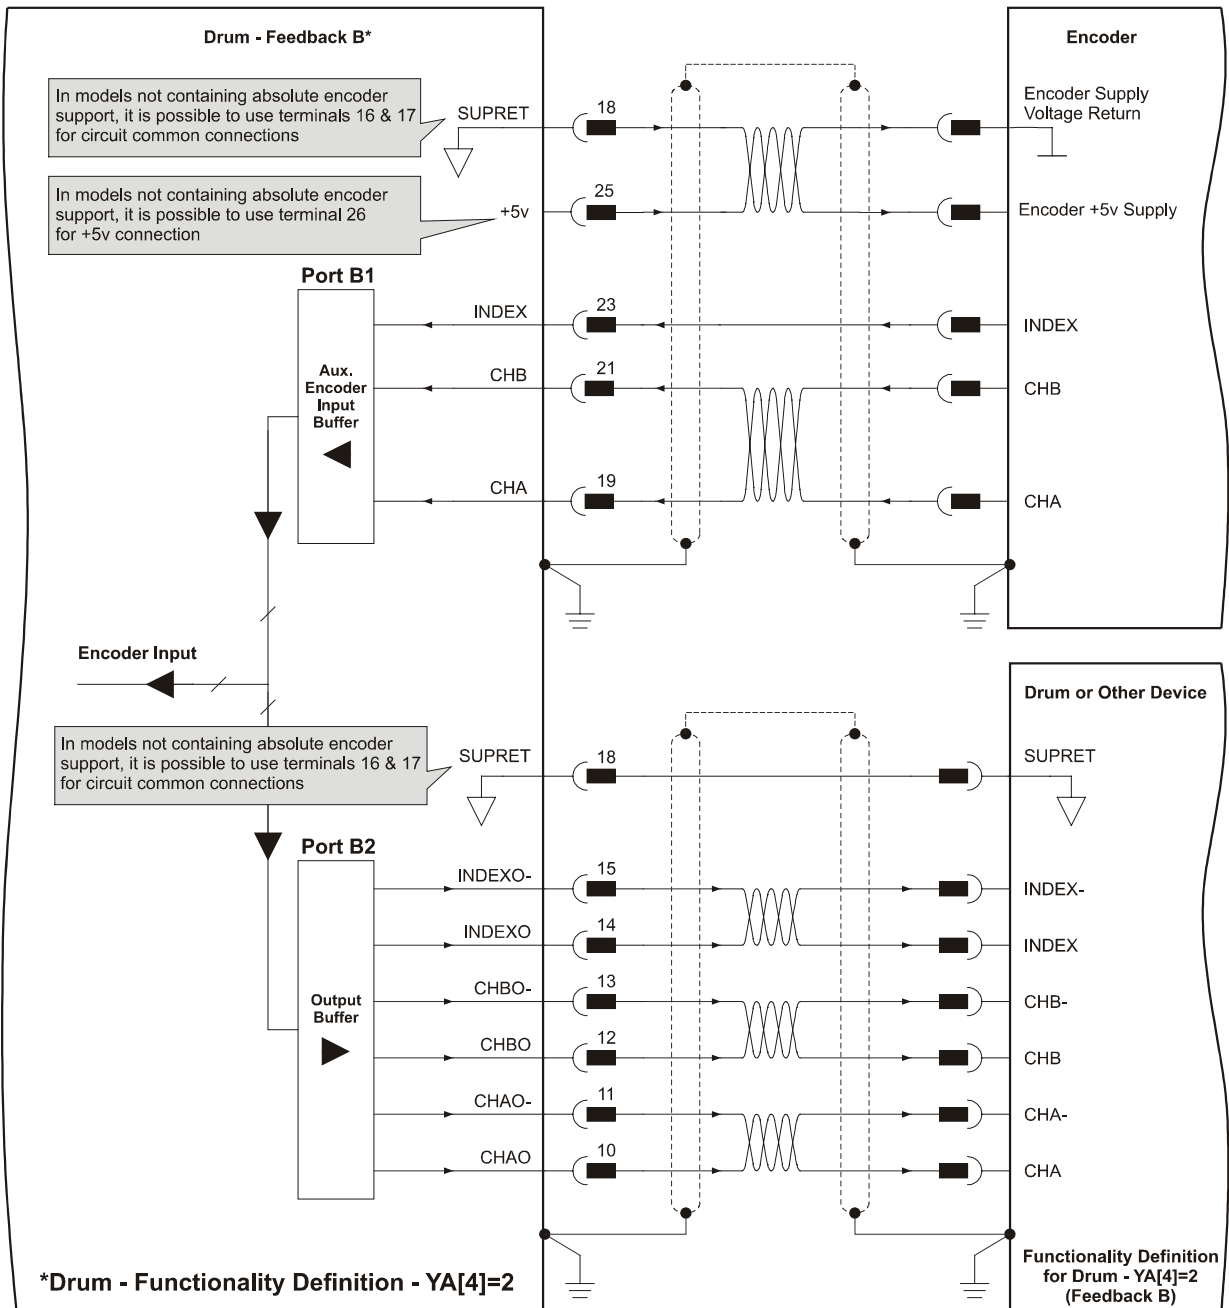 Drum - Feedback B*
Encoder
In models not containing absolute encoder
support, it is possible to use terminals 16 & 17
for circuit common connections
SUPRET
18
Encoder Supply
Voltage Return
In models not containing absolute encoder
support, it is possible to use terminal 26
for +5v connection
+5v
25
Encoder +5v Supply
Port B1
INDEX
23
INDEX
Aux.
Encoder
Input
Buffer
CHB
21
CHB
CHA
19
CHA
Encoder Input
Drum or Other Device
In models not containing absolute encoder
support, it is possible to use terminals 16 & 17
for circuit common connections
SUPRET
18
SUPRET
Port B2
INDEXO-
15
INDEX-
INDEXO
14
INDEX
Output
Buffer
CHBO-
13
CHB-
CHBO
12
CHB
CHAO-
11
CHA-
CHAO
10
CHA
*Drum - Functionality Definition - YA[4]=2
Functionality Definition
for Drum - YA[4]=2
(Feedback B)